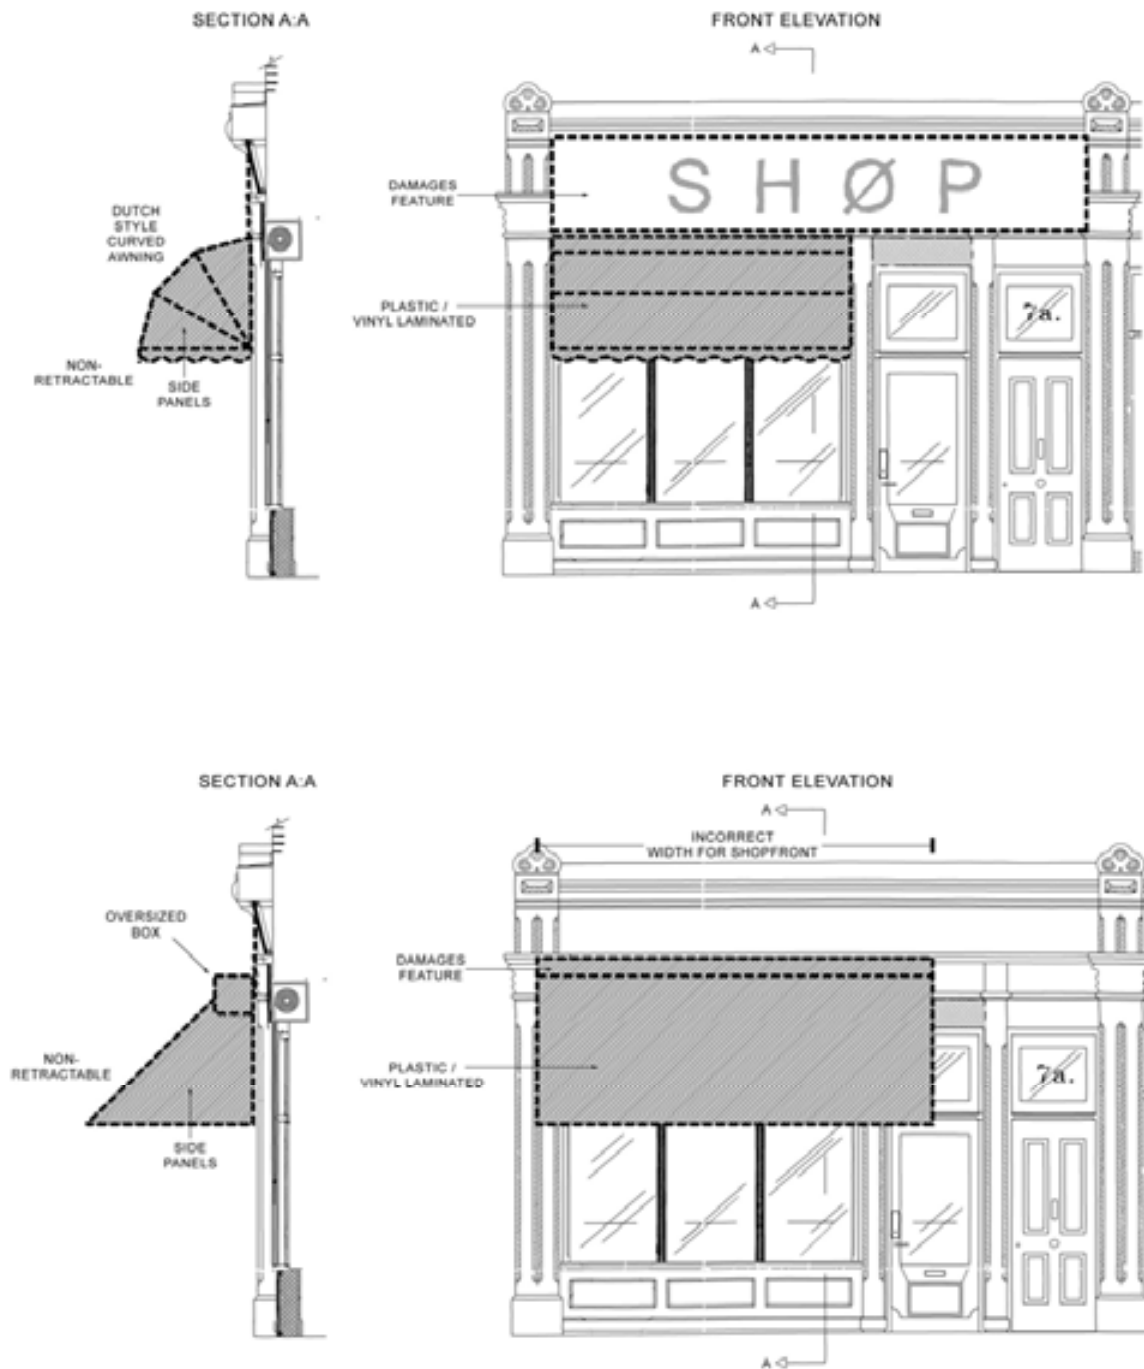 SECTION A:A
FRONT ELEVATION
A
SHØP
DAMAGES
FEATURE
DUTCH
STYLE
CURVED
AWNING
PLASTIC /
VINYL LAMINATED
7a.
NON-
RETRACTABLE
SIDE
PANELS
A
SECTION A:A
FRONT ELEVATION
A
INCORRECT
WIDTH FOR SHOPFRONT
OVERSIZED
BOX
DAMAGES
FEATURE
NON-
RETRACTABLE
PLASTIC /
VINYL LAMINATED
7a.
SIDE
PANELS
A